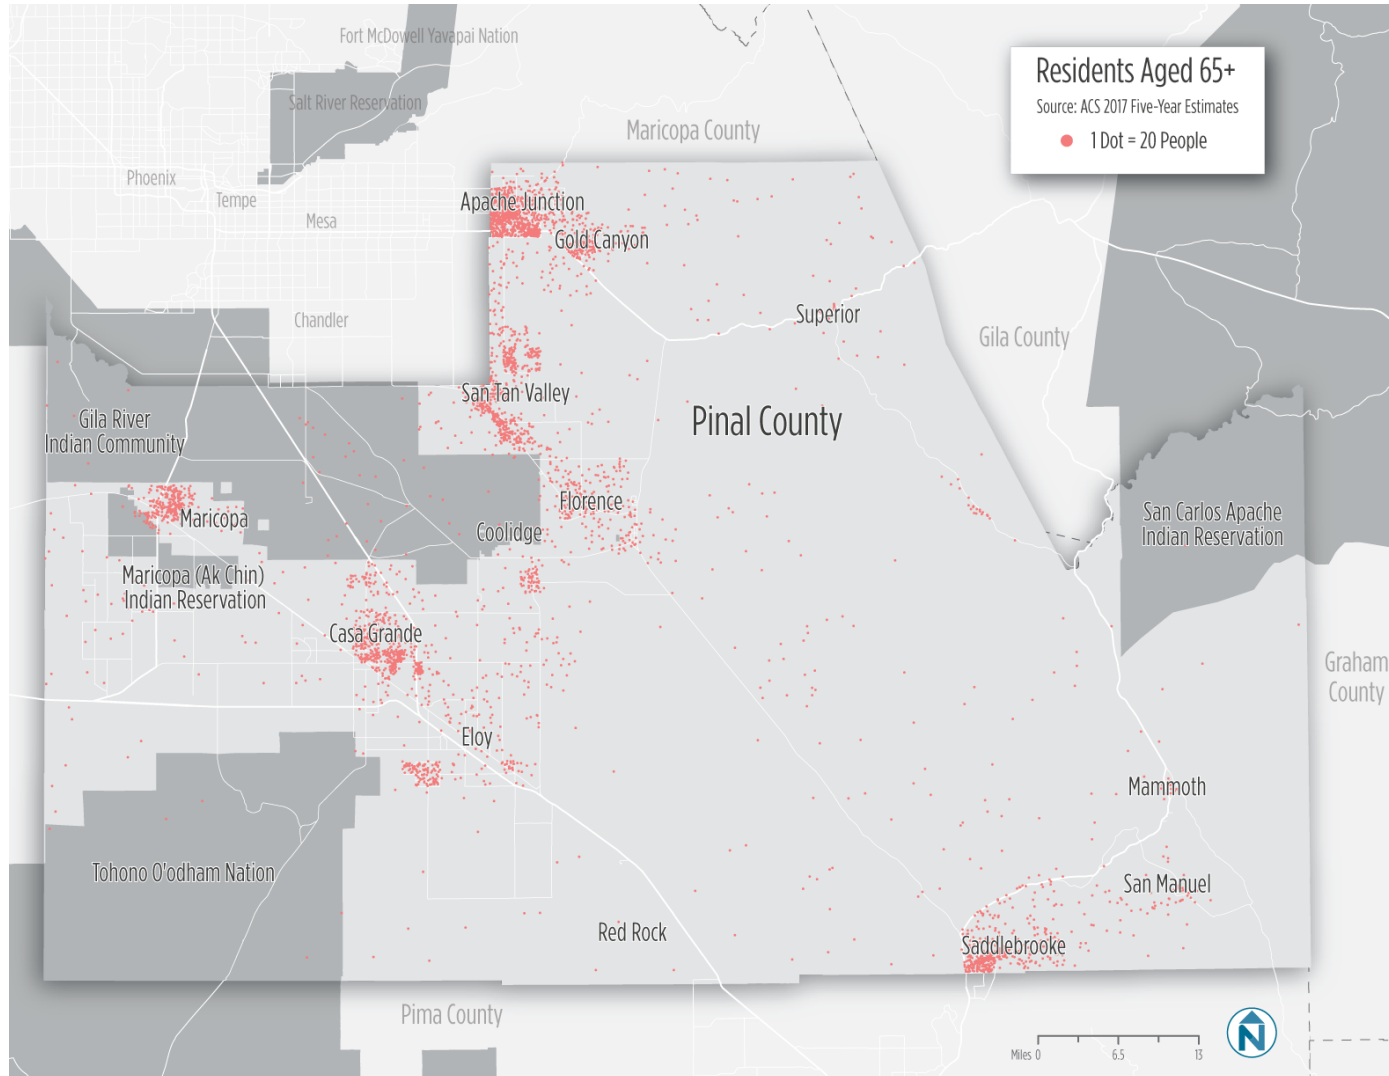 Fort McDowell Yavapai Nation
Residents Aged 65+
Source: ACS 2017 Five-Year Estimates
1 Dot = 20 People
Salt River Reservation
Maricopa County
Phoenix
Tempe
Mesa
Apache Junction
Gold Canyon
Chandler
Superior
Gila County
San Tan Valley
Pinal County
Gila River
Indian Community
Florence
Maricopa
Coolidge
San Carlos Apache
Indian Reservation
Maricopa (Ak Chin)
Indian Reservation
Casa Grande
Graham
County
Eloy
Mammoth
Tohono O'odham Nation
San Manuel
Red Rock
Saddlebrooke
Pima County
N
Miles 0 6.5 13